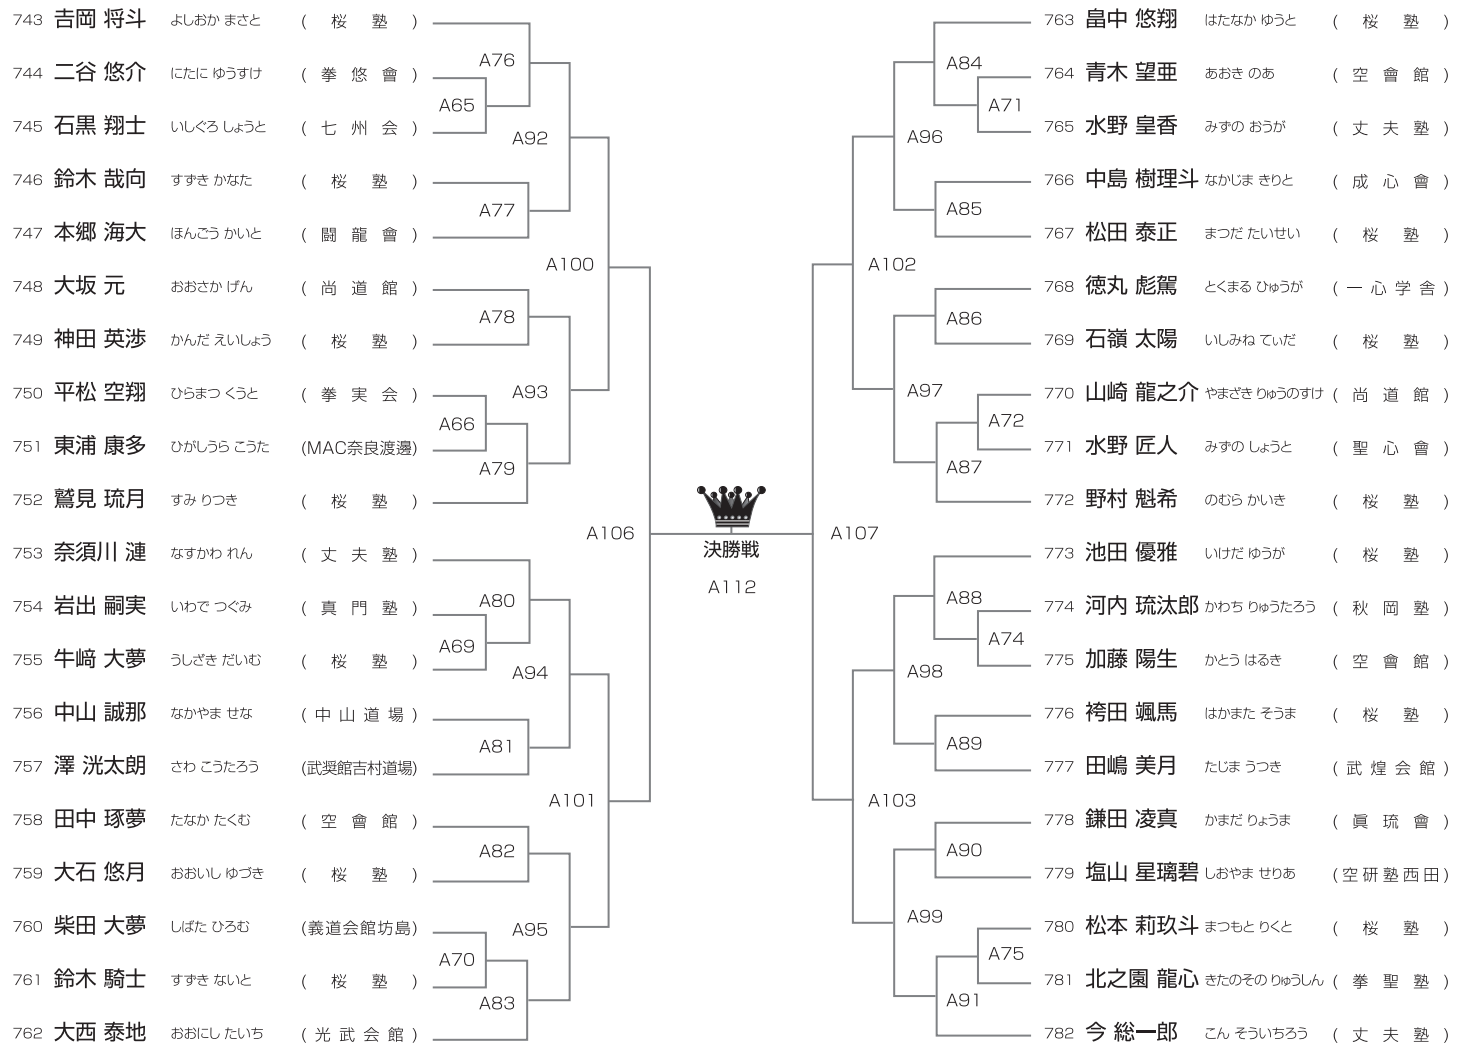 743 𠮷岡 将斗 よしおか まさと ( 桜 塾 )
744 二谷 悠介 にたに ゆうすけ ( 拳 悠 會 )
745 石黒 翔士 いしぐろ しょうと ( 七 州 会 )
746 鈴木 哉向 すずき かなた ( 桜 塾 )
747 本郷 海大 ほんごう かいと ( 闘 龍 會 )
748 大坂 元 おおさか げん ( 尚 道 館 )
749 神田 英渉 かんだ えいしょう ( 桜 塾 )
750 平松 空翔 ひらまつ くうと ( 拳 実 会 )
751 東浦 康多 ひがしうら こうた (MAC奈良渡邊)
752 鷲見 琉月 すみ りつき ( 桜 塾 )
753 奈須川 漣 なすかわ れん ( 丈 夫 塾 )
754 岩出 嗣実 いわで つぐみ ( 真 門 塾 )
755 牛﨑 大夢 うしざき だいむ ( 桜 塾 )
756 中山 誠那 なかやま せな ( 中 山 道 場 )
757 澤 洸太朗 さわ こうたろう (武奨館吉村道場)
758 田中 琢夢 たなか たくむ ( 空 會 館 )
759 大石 悠月 おおいし ゆづき ( 桜 塾 )
760 柴田 大夢 しばた ひろむ (義道会館坊島)
761 鈴木 騎士 すずき ないと ( 桜 塾 )
762 大西 泰地 おおにし たいち ( 光 武 会 館 )
A76
A65
A92
A77
A100
A78
A93
A66
A79
A106
A80
A69
A94
A81
A101
A82
A95
A70
A83
決勝戦
A112
A84
A71
A96
A85
A102
A86
A97
A72
A87
A107
A88
A74
A98
A89
A103
A90
A99
A75
A91
763 畠中 悠翔 はたなか ゆうと ( 桜 塾 )
764 青木 望亜 あおき のあ ( 空 會 館 )
765 水野 皇香 みずの おうが ( 丈 夫 塾 )
766 中島 樹理斗 なかじま きりと ( 成 心 會 )
767 松田 泰正 まつだ たいせい ( 桜 塾 )
768 徳丸 彪駕 とくまる ひゅうが ( 一 心 学 舎 )
769 石嶺 太陽 いしみね てぃだ ( 桜 塾 )
770 山崎 龍之介 やまざき りゅうのすけ ( 尚 道 館 )
771 水野 匠人 みずの しょうと ( 聖 心 會 )
772 野村 魁希 のむら かいき ( 桜 塾 )
773 池田 優雅 いけだ ゆうが ( 桜 塾 )
774 河内 琉汰郎 かわち りゅうたろう ( 秋 岡 塾 )
775 加藤 陽生 かとう はるき ( 空 會 館 )
776 袴田 颯馬 はかまた そうま ( 桜 塾 )
777 田嶋 美月 たじま うつき ( 武 煌 会 館 )
778 鎌田 凌真 かまだ りょうま ( 眞 琉 會 )
779 塩山 星璃碧 しおやま せりあ (空研塾西田)
780 松本 莉玖斗 まつもと りくと ( 桜 塾 )
781 北之園 龍心 きたのその りゅうしん ( 拳 聖 塾 )
782 今 総一郎 こん そういちろう ( 丈 夫 塾 )